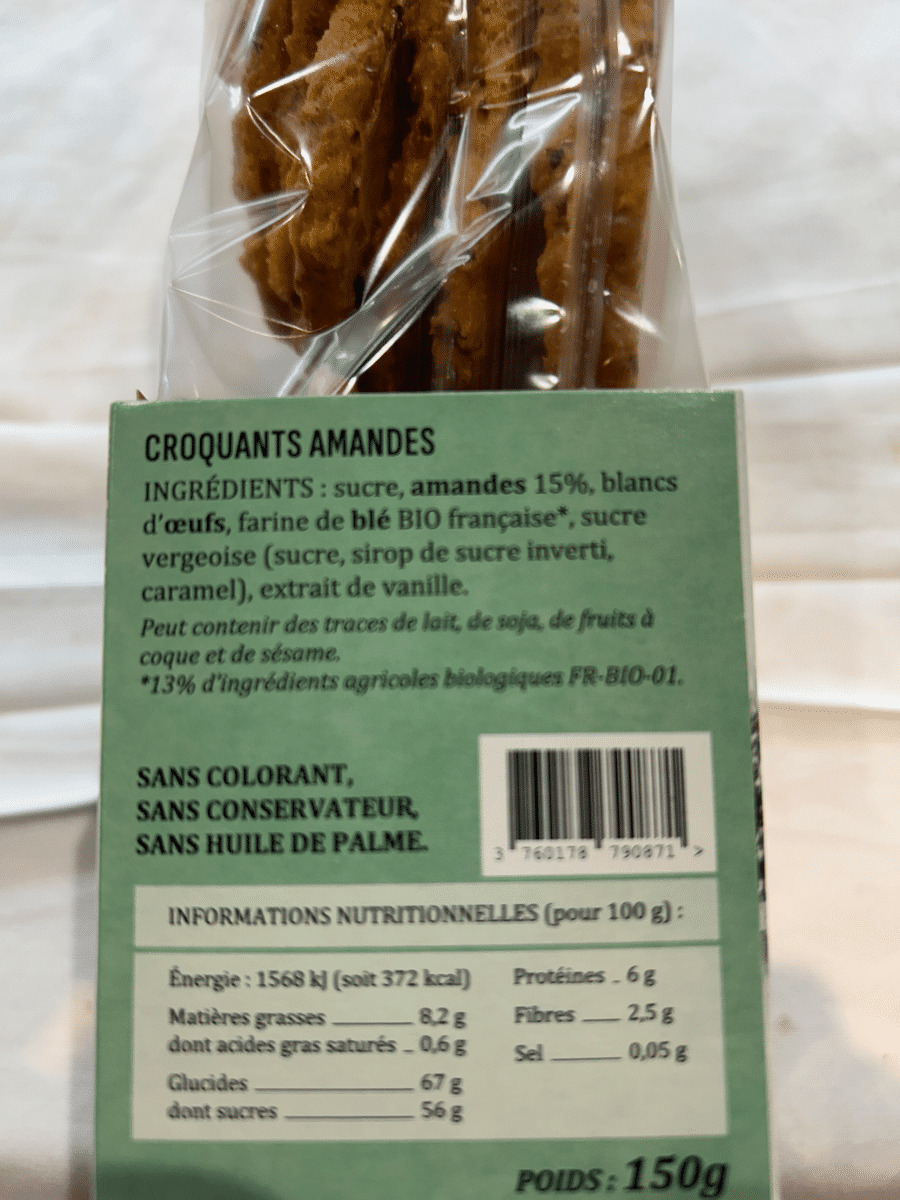 CROQUANTS AMANDES
INGRÉDIENTS : sucre, amandes 15%, blancs
d'œufs, farine de blé BIO française*, sucre
vergeoise (sucre, sirop de sucre inverti,
caramel), extrait de vanille.
Peut contenir des traces de lait, de soja, de fruits à
coque et de sésame.
*13% d'ingrédients agricoles biologiques FR-BIO-01.
SANS COLORANT,
SANS CONSERVATEUR,
SANS HUILE DE PALME.
3 760178 790871 >
INFORMATIONS NUTRITIONNELLES (pour 100 g) :
Énergie : 1568 kJ (soit 372 kcal)
Matières grasses 8,2 g
dont acides gras saturés 0,6 g
Glucides 67 g
dont sucres 56 g
Protéines 6 g
Fibres 2,5 g
Sel 0,05 g
POIDS : 150g